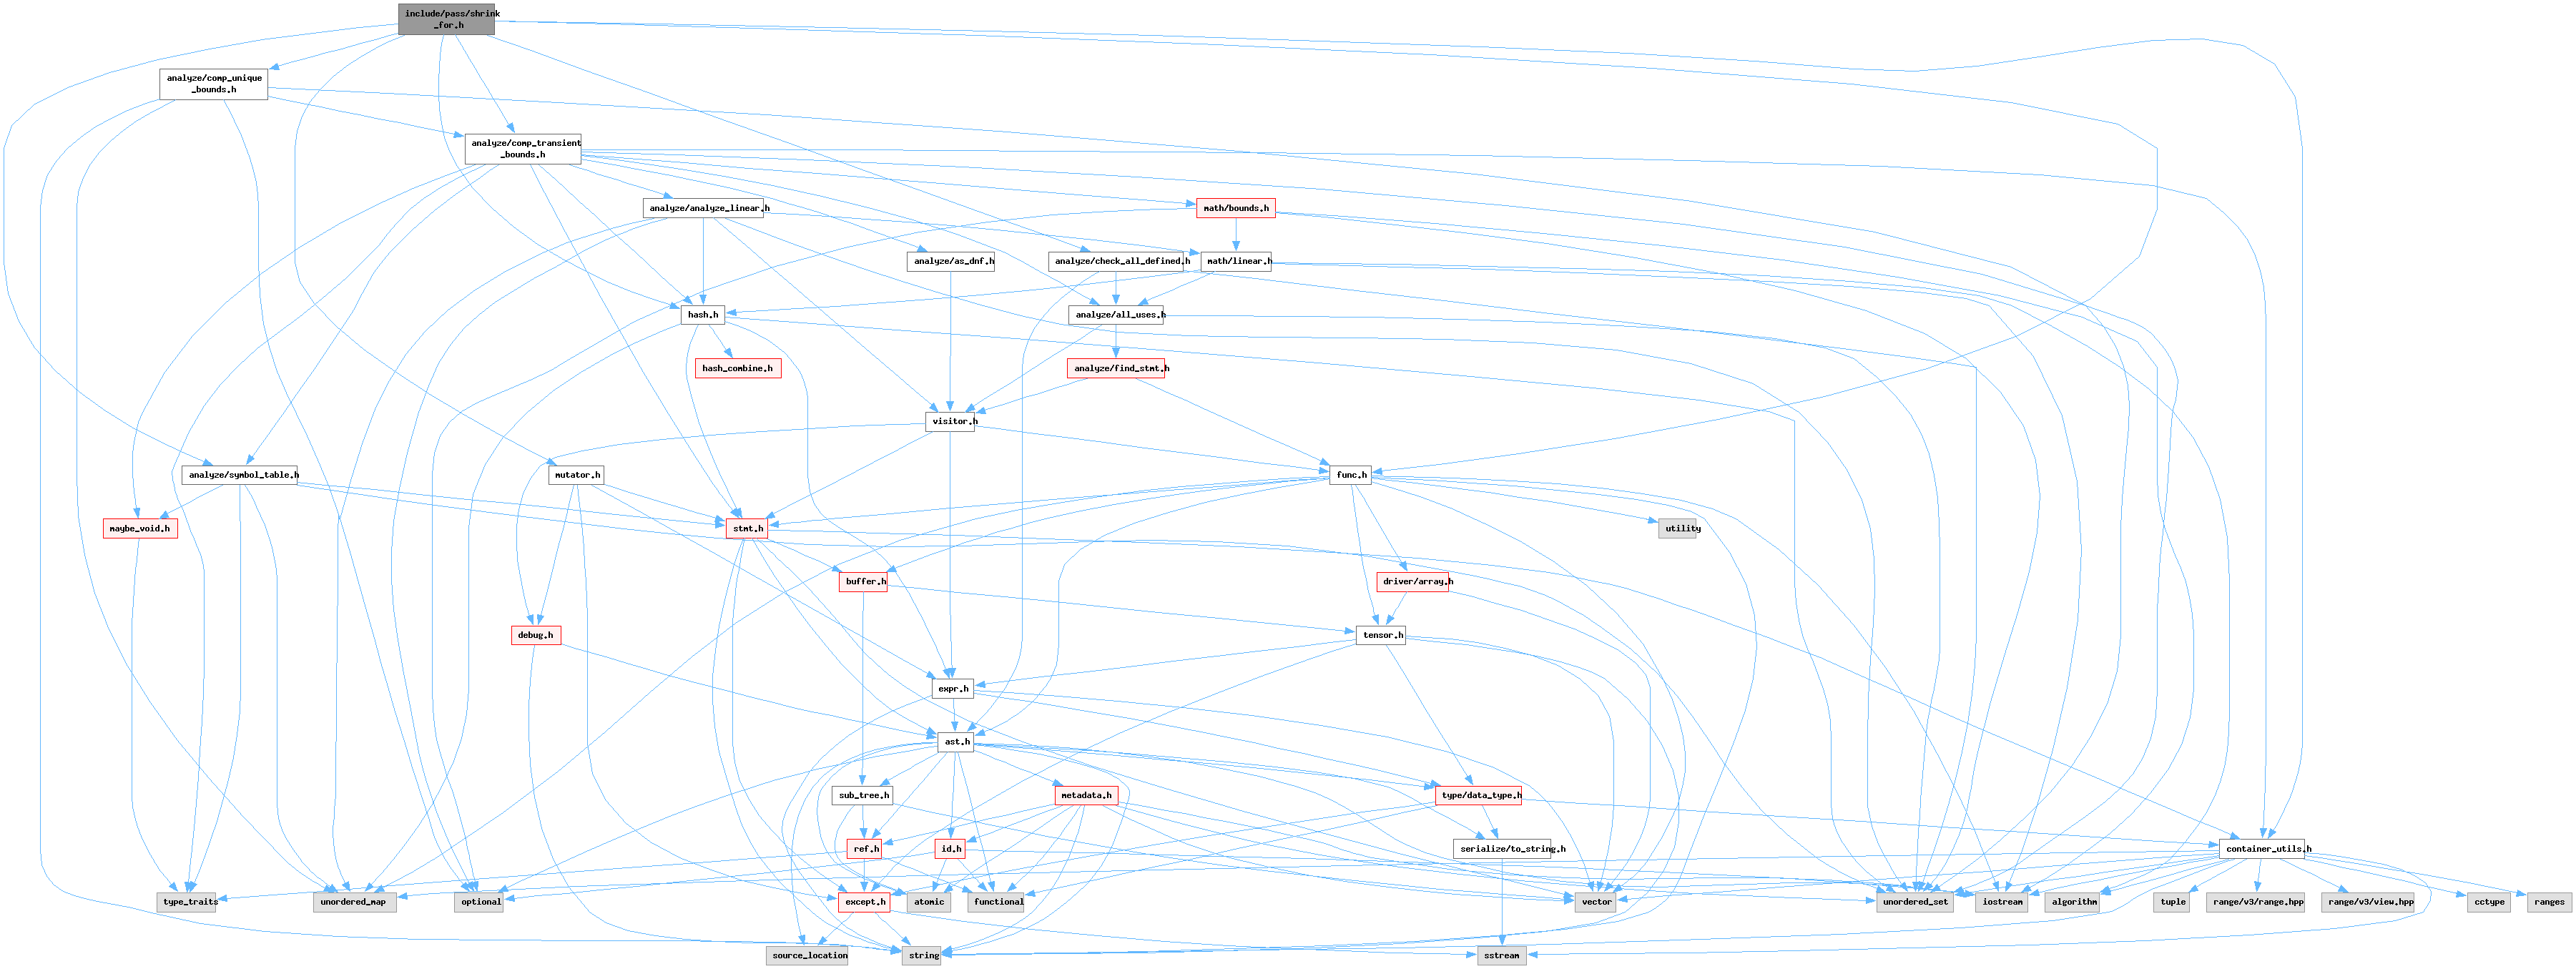 include/pass/shrink
_for.h
analyze/comp_unique
_bounds.h
analyze/comp_transient
_bounds.h
analyze/analyze_linear.h
math/bounds.h
analyze/as_dnf.h
analyze/check_all_defined.h
math/linear.h
hash.h
analyze/all_uses.h
hash_combine.h
analyze/find_stmt.h
visitor.h
analyze/symbol_table.h
mutator.h
func.h
maybe_void.h
stmt.h
utility
buffer.h
driver/array.h
debug.h
tensor.h
expr.h
ast.h
sub_tree.h
metadata.h
type/data_type.h
ref.h
id.h
serialize/to_string.h
container_utils.h
type_traits
unordered_map
optional
except.h
atomic
functional
vector
unordered_set
iostream
algorithm
tuple
range/v3/range.hpp
range/v3/view.hpp
cctype
ranges
source_location
string
sstream